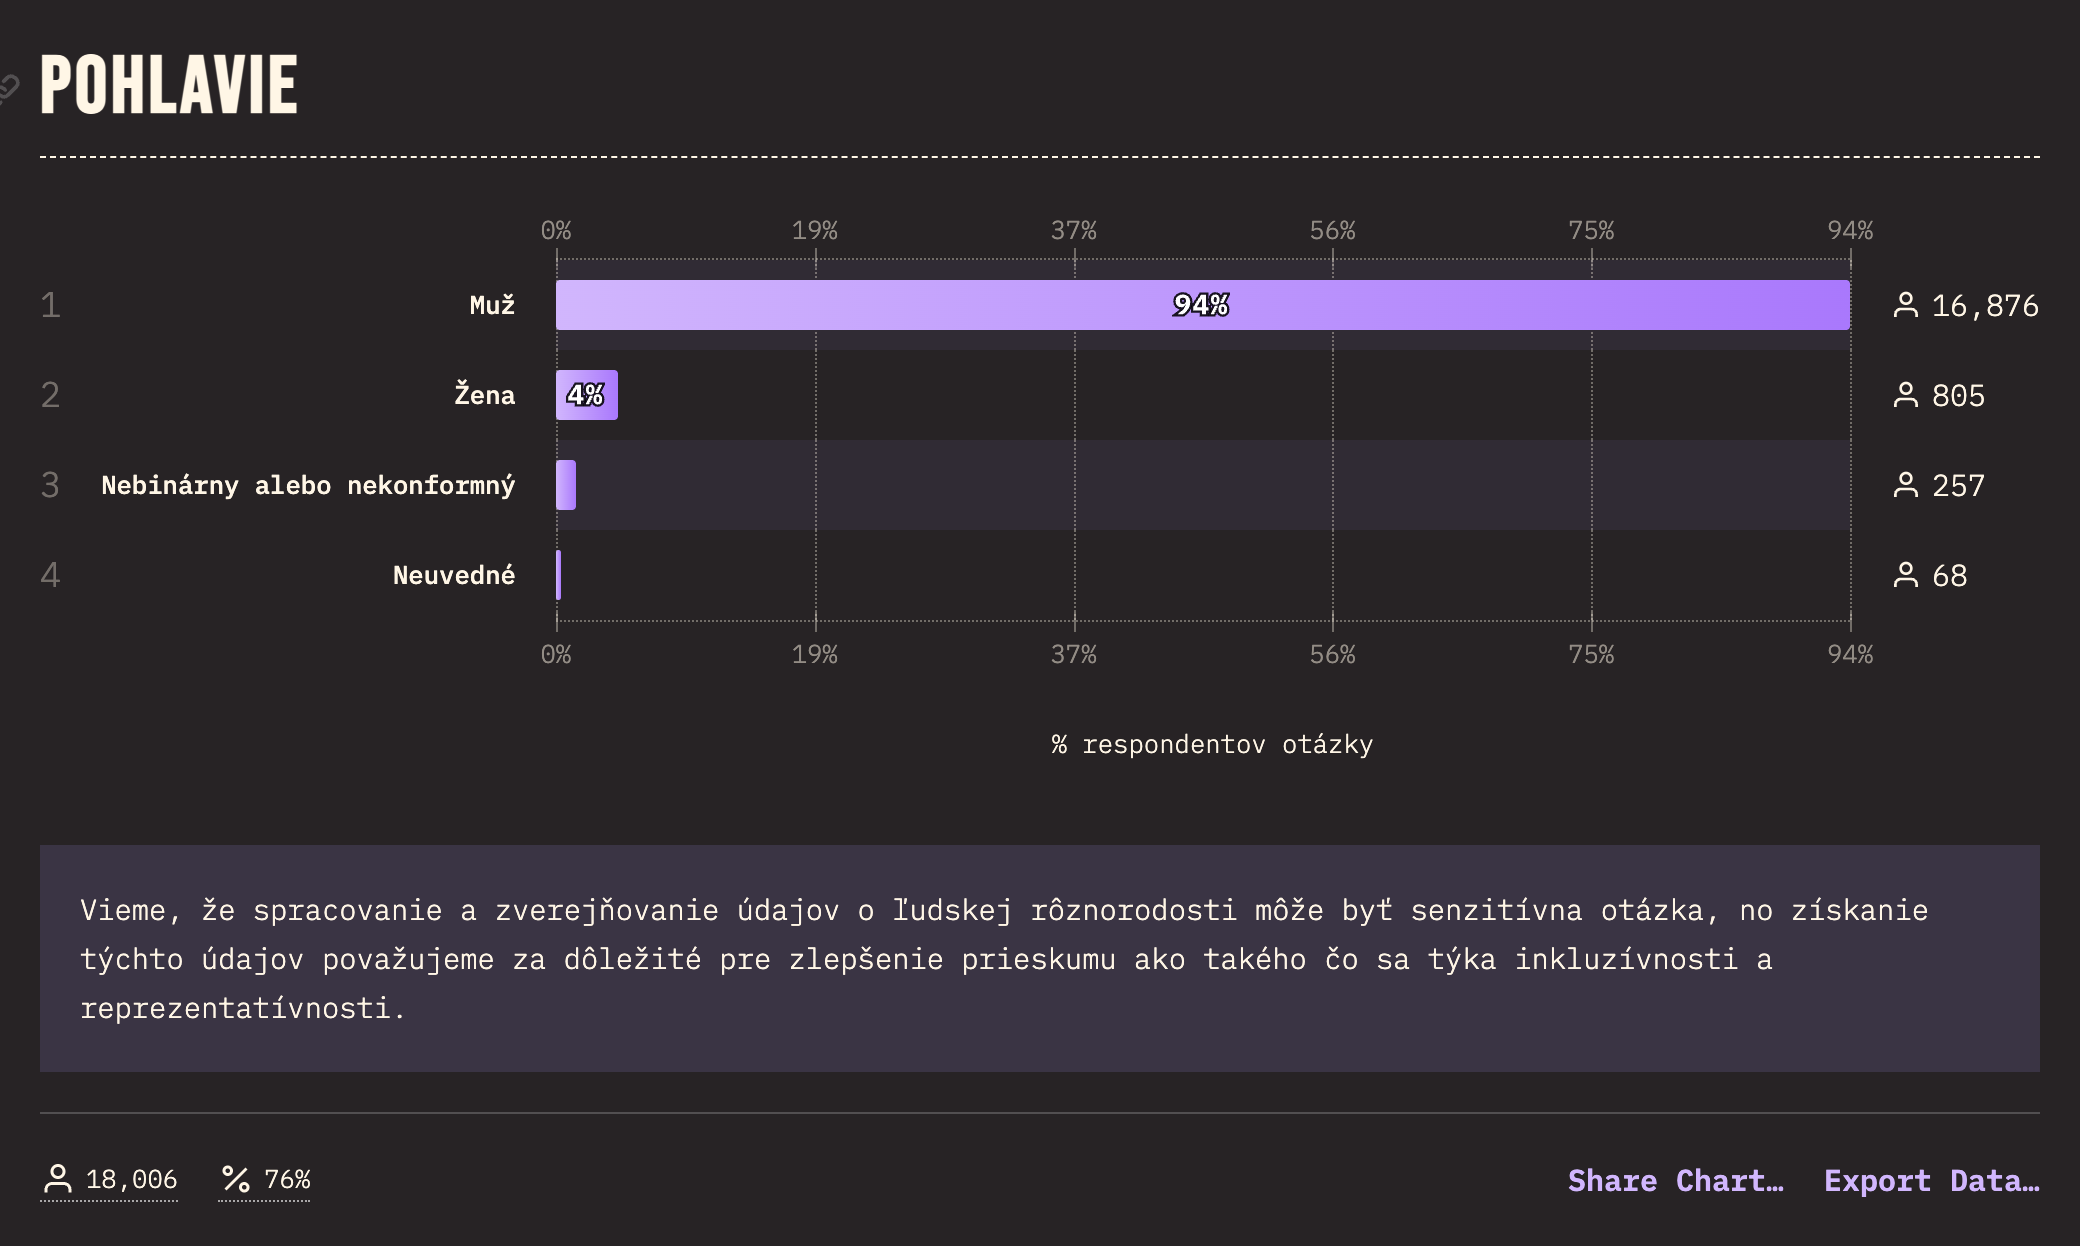 POHLAVIE
0% 19% 37% 56% 75% 94%
1 Muž 94% 16,876
2 Žena 4% 805
3 Nebinárny alebo nekonformný 257
4 Neuvedné 68
0% 19% 37% 56% 75% 94%
% respondentov otázky
Vieme, že spracovanie a zverejňovanie údajov o ľudskej rôznorodosti môže byť senzitívna otázka, no získanie
týchto údajov považujeme za dôležité pre zlepšenie prieskumu ako takého čo sa týka inkluzívnosti a
reprezentatívnosti.
18,006 76% Share Chart… Export Data…